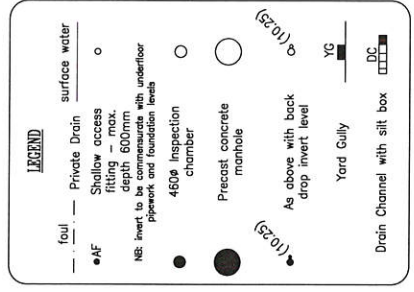 LEGEND
foul Private Drain surface water
●AF Shallow access
fitting – max.
depth 600mm
NB: invert to be commensurate with underfloor
pipework and foundation levels
460ø Inspection
chamber
Precast concrete
manhole
(10.25) As above with back (10.25)
drop invert level
Yard Gully YG
Drain Channel with silt box DC